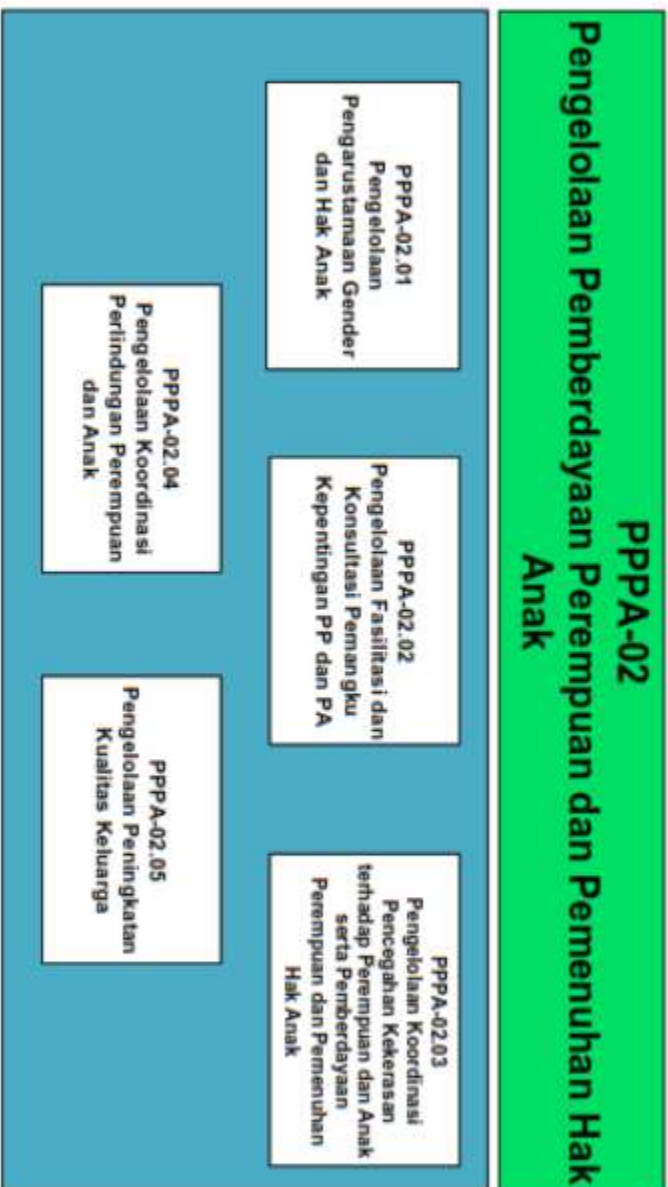 PPPA-02
Pengelolaan Pemberdayaan Perempuan dan Pemenuhan Hak
Anak
PPPA-02.01
Pengelolaan
Pengarustamaan Gender
dan Hak Anak
PPPA-02.02
Pengelolaan Fasilitasi dan
Konsultasi Pemangku
Kepentingan PP dan PA
PPPA-02.03
Pengelolaan Koordinasi
Pencegahan Kekerasan
terhadap Perempuan dan Anak
serta Pemberdayaan
Perempuan dan Pemenuhan
Hak Anak
PPPA-02.04
Pengelolaan Koordinasi
Perlindungan Perempuan
dan Anak
PPPA-02.05
Pengelolaan Peningkatan
Kualitas Keluarga